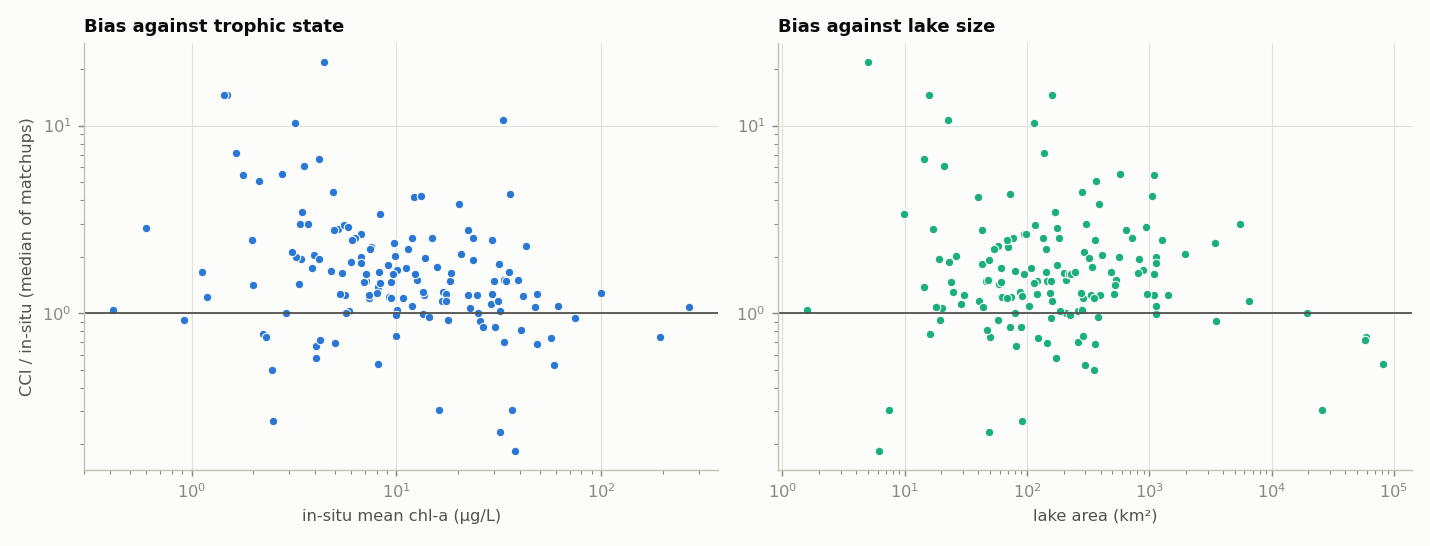 Bias against trophic state
Bias against lake size
CCI / in-situ (median of matchups)
10¹
10⁰
10⁰
10¹
10²
in-situ mean chl-a (µg/L)
10¹
10⁰
10⁰
10¹
10²
10³
10⁴
10⁵
lake area (km²)